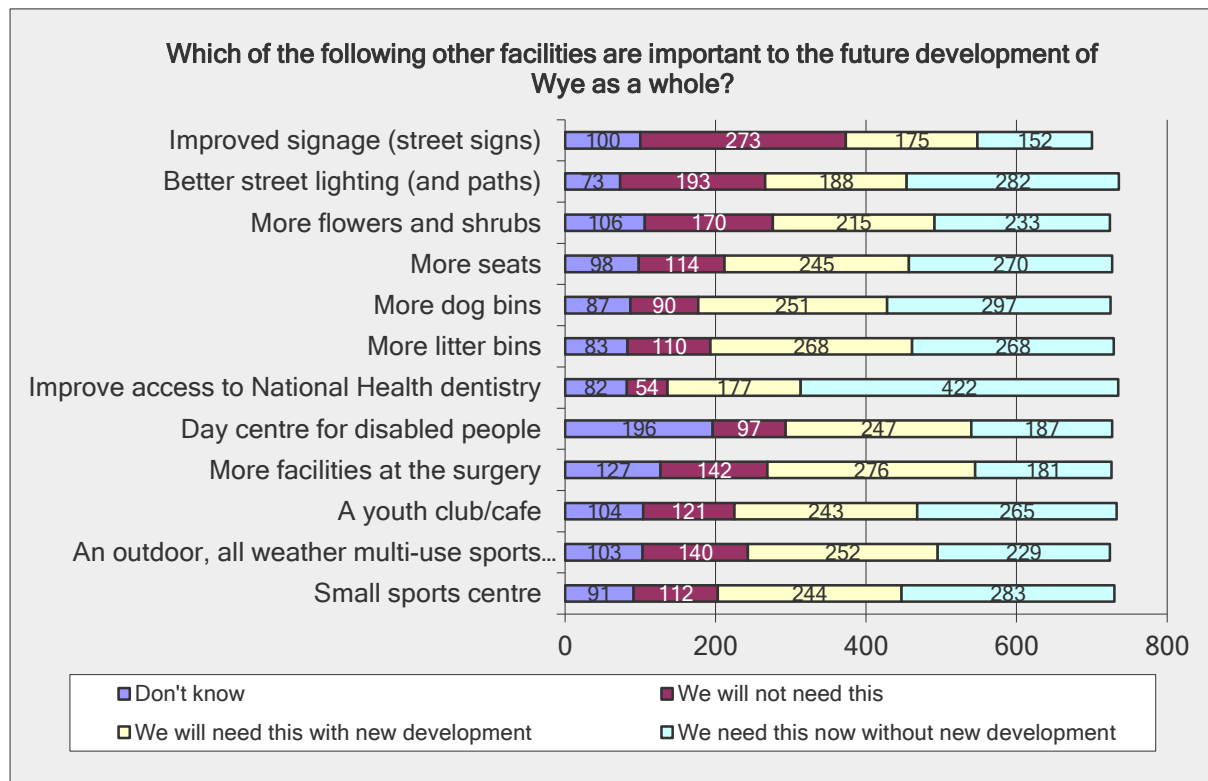 Which of the following other facilities are important to the future development of
Wye as a whole?
Improved signage (street signs) 100 273 175 152
Better street lighting (and paths) 73 193 188 282
More flowers and shrubs 106 170 215 233
More seats 98 114 245 270
More dog bins 87 90 251 297
More litter bins 83 110 268 268
Improve access to National Health dentistry 82 54 177 422
Day centre for disabled people 196 97 247 187
More facilities at the surgery 127 142 276 181
A youth club/cafe 104 121 243 265
An outdoor, all weather multi-use sports... 103 140 252 229
Small sports centre 91 112 244 283
0 200 400 600 800
Don't know We will not need this
We will need this with new development We need this now without new development